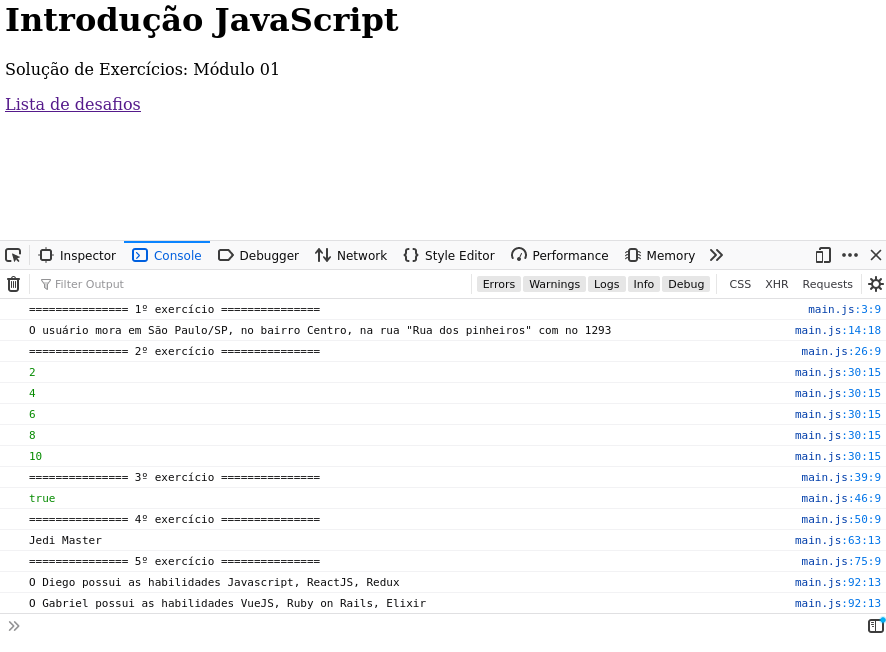 Introdução JavaScript
Solução de Exercícios: Módulo 01
Lista de desafios
Inspector Console Debugger Network Style Editor Performance Memory
Filter Output Errors Warnings Logs Info Debug CSS XHR Requests
=============== 1º exercício =============== main.js:3:9
O usuário mora em São Paulo/SP, no bairro Centro, na rua "Rua dos pinheiros" com no 1293 main.js:14:18
=============== 2º exercício =============== main.js:26:9
2 main.js:30:15
4 main.js:30:15
6 main.js:30:15
8 main.js:30:15
10 main.js:30:15
=============== 3º exercício =============== main.js:39:9
true main.js:46:9
=============== 4º exercício =============== main.js:50:9
Jedi Master main.js:63:13
=============== 5º exercício =============== main.js:75:9
O Diego possui as habilidades Javascript, ReactJS, Redux main.js:92:13
O Gabriel possui as habilidades VueJS, Ruby on Rails, Elixir main.js:92:13